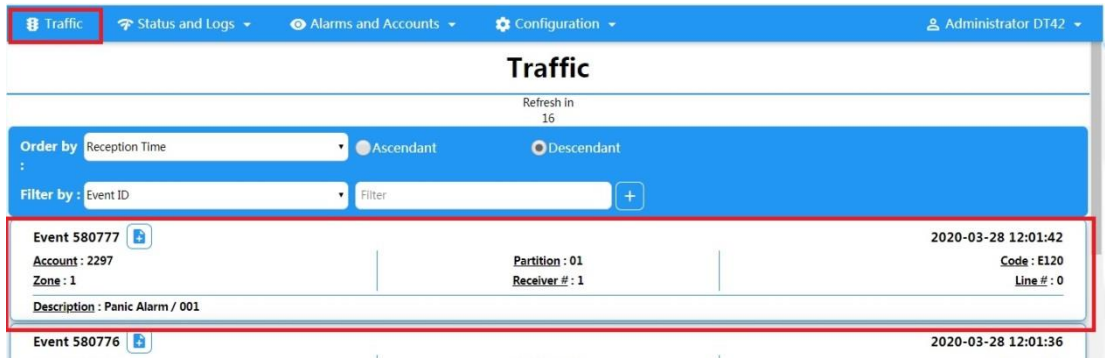 Traffic Status and Logs Alarms and Accounts Configuration Administrator DT42
Traffic
Refresh in
16
Order by : Reception Time Ascendant Descendant
Filter by : Event ID Filter +
Event 580777 2020-03-28 12:01:42
Account : 2297 Partition : 01 Code : E120
Zone : 1 Receiver # : 1 Line # : 0
Description : Panic Alarm / 001
Event 580776 2020-03-28 12:01:36